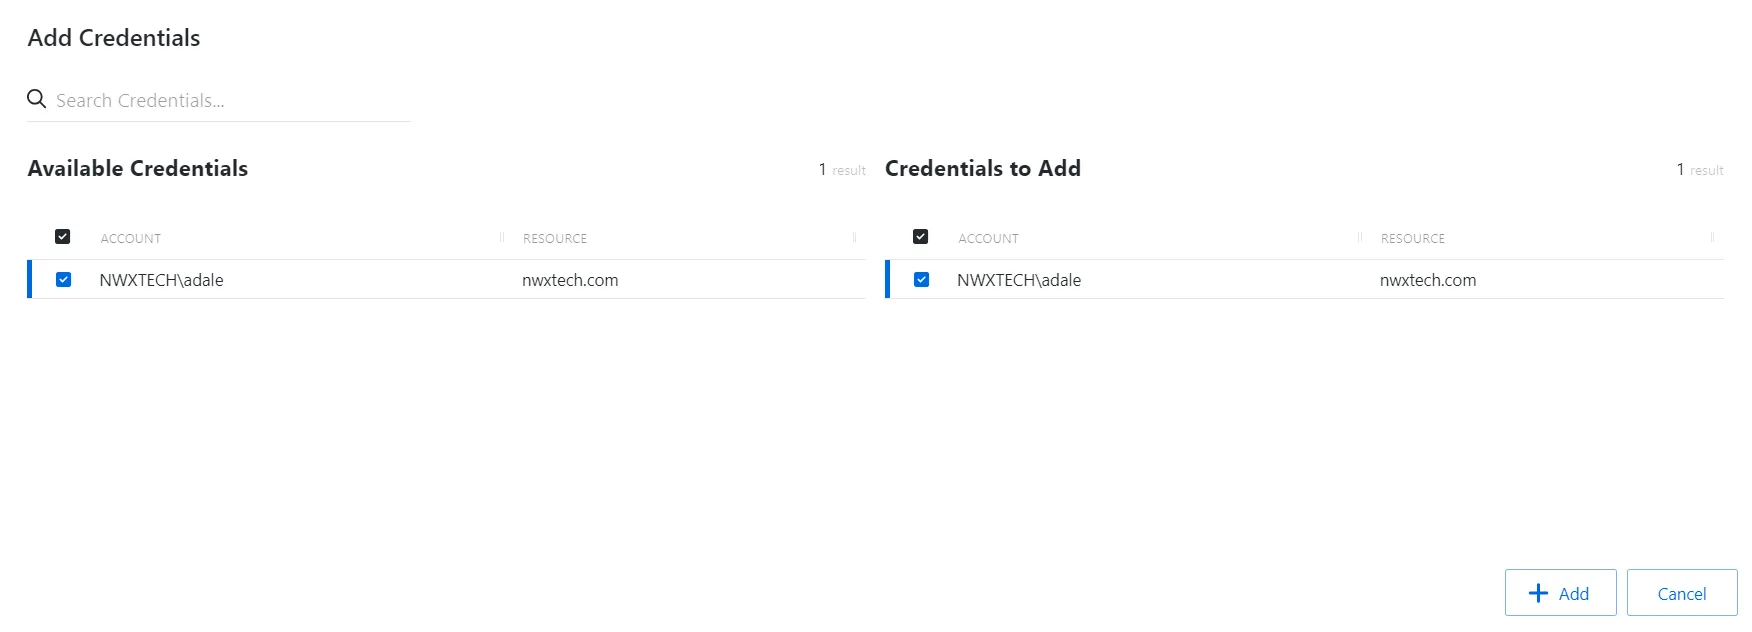 Add Credentials
Search Credentials...
Available Credentials 1 result
ACCOUNT RESOURCE
NWXTECH\adale nwxtech.com
Credentials to Add 1 result
ACCOUNT RESOURCE
NWXTECH\adale nwxtech.com
Add Cancel